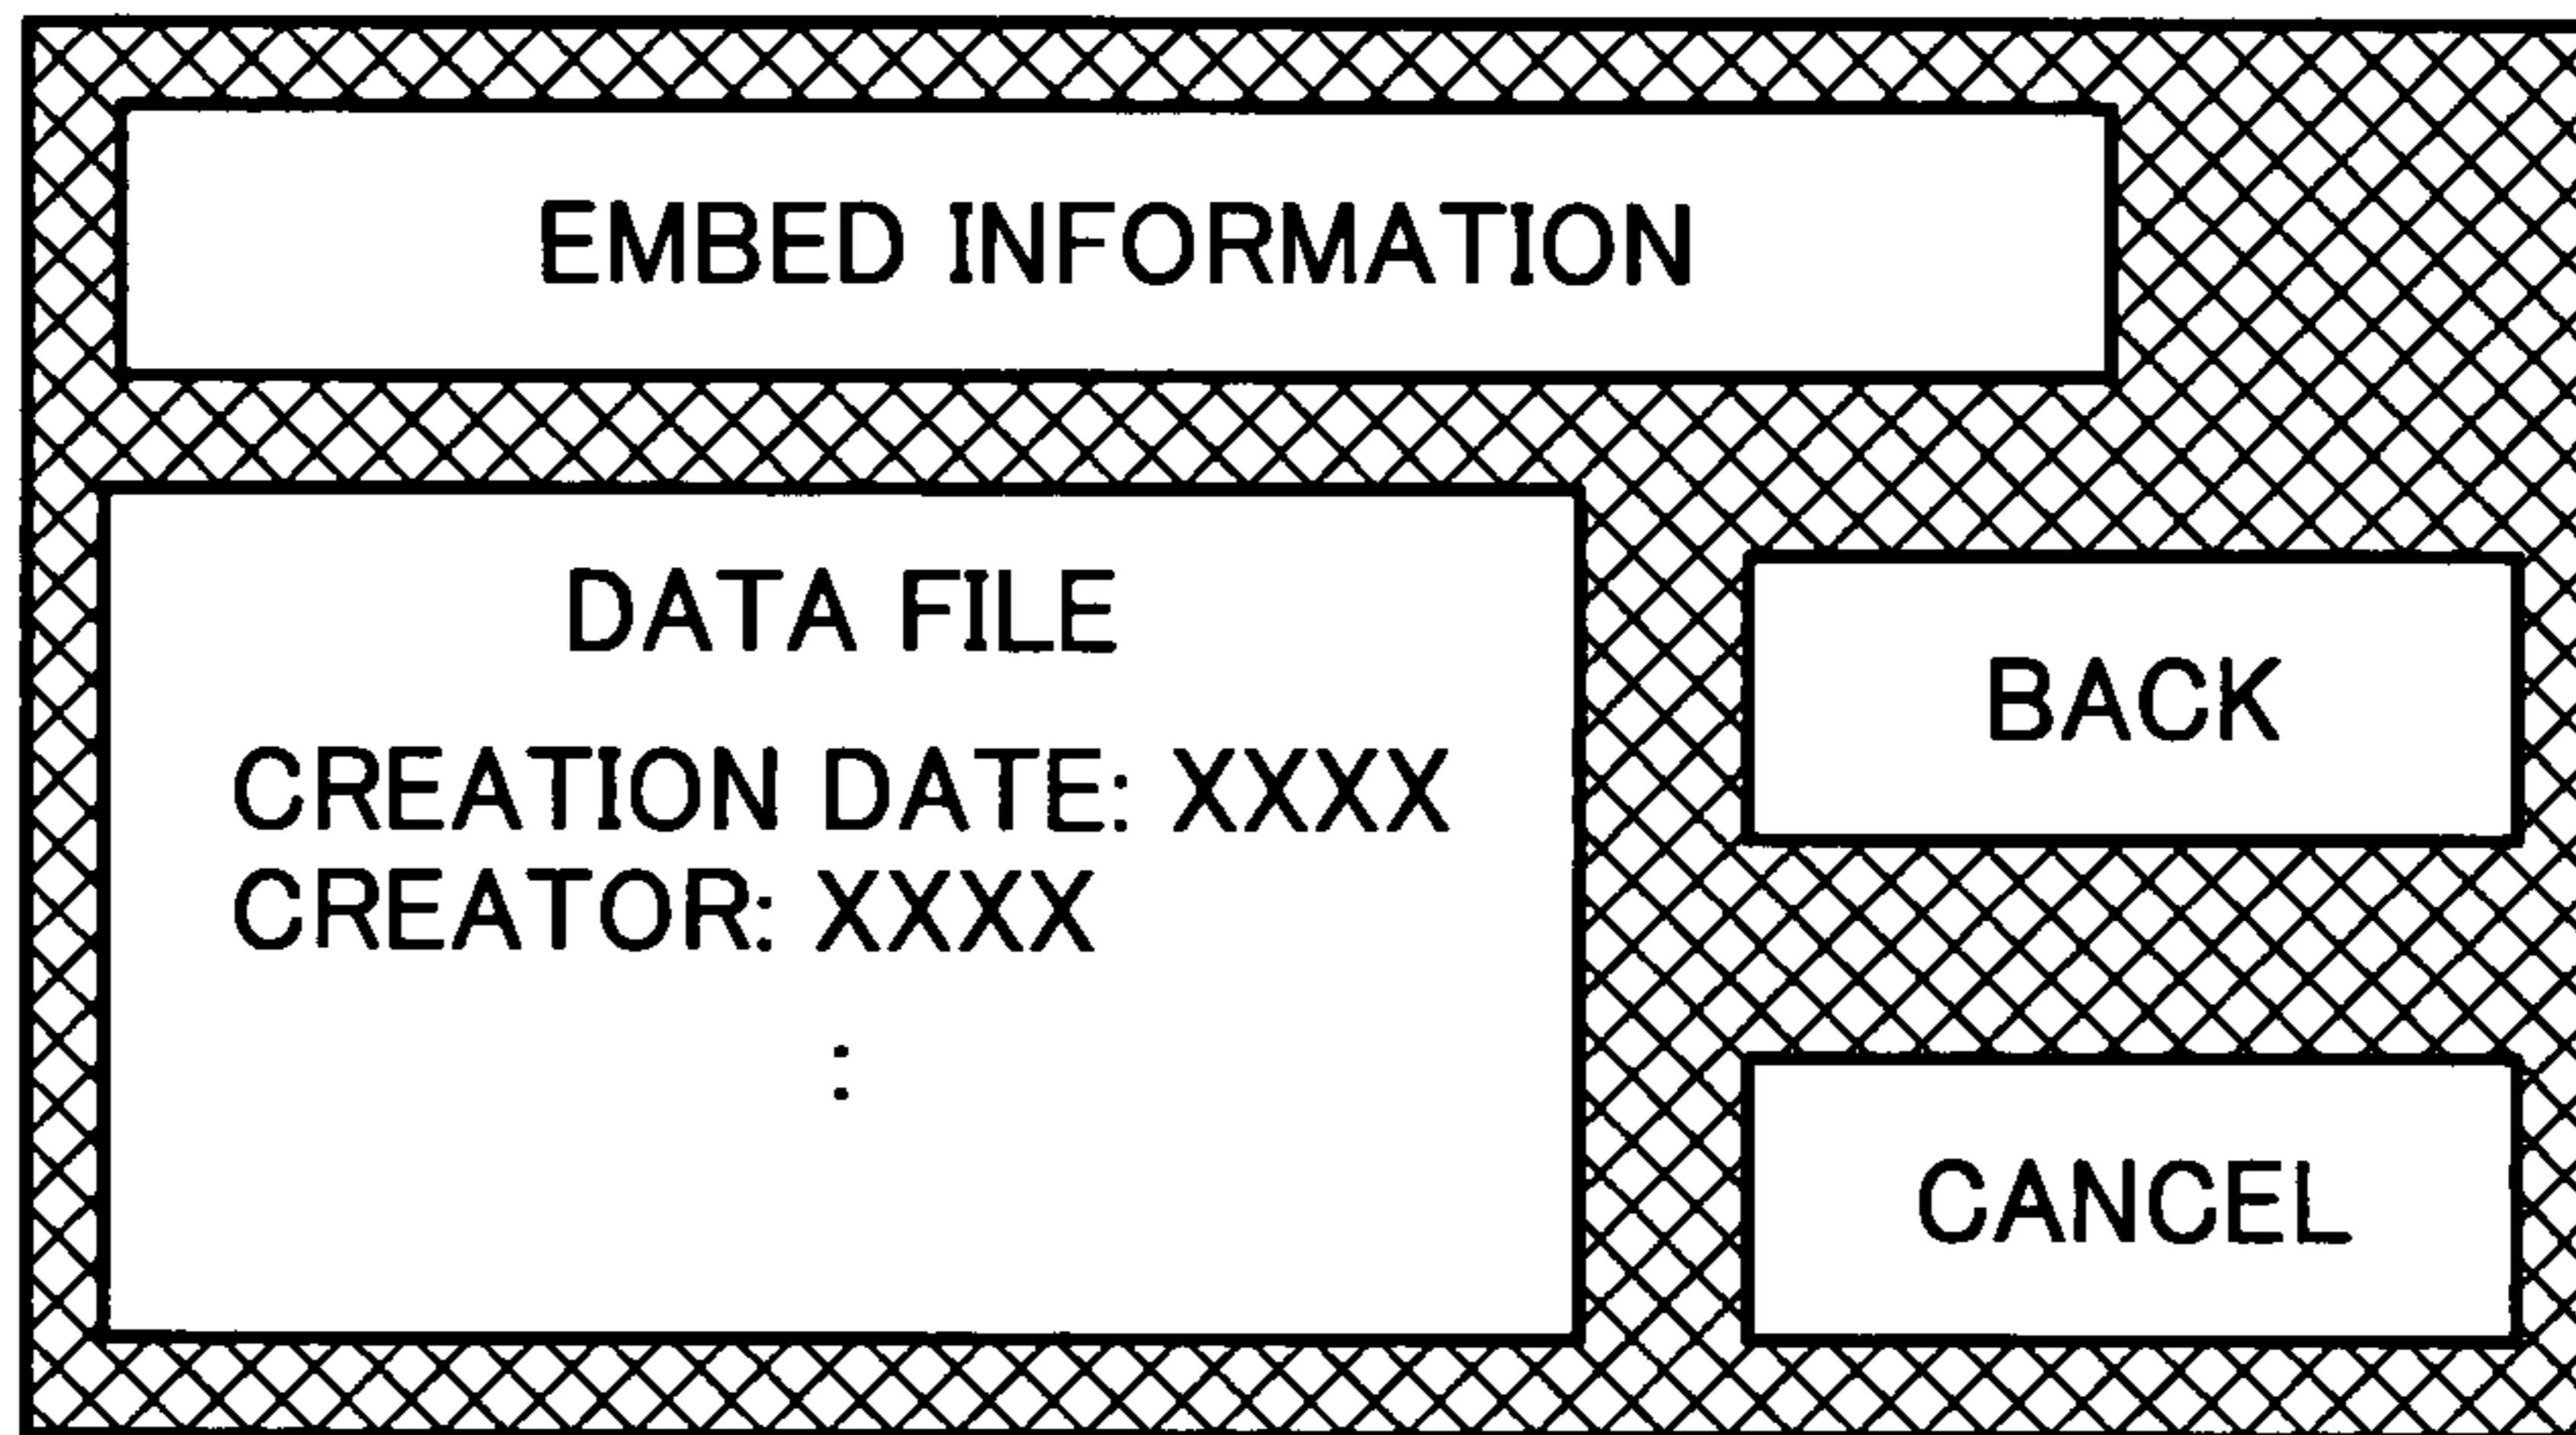 EMBED INFORMATION
DATA FILE
CREATION DATE: XXXX
CREATOR: XXXX
:
BACK
CANCEL